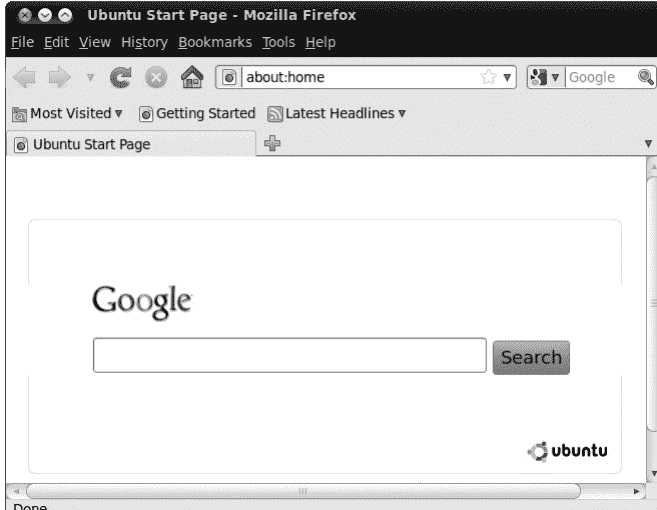 Ubuntu Start Page - Mozilla Firefox
File Edit View History Bookmarks Tools Help
about:home Google
Most Visited Getting Started Latest Headlines
Ubuntu Start Page
Google
Search
ubuntu
Done